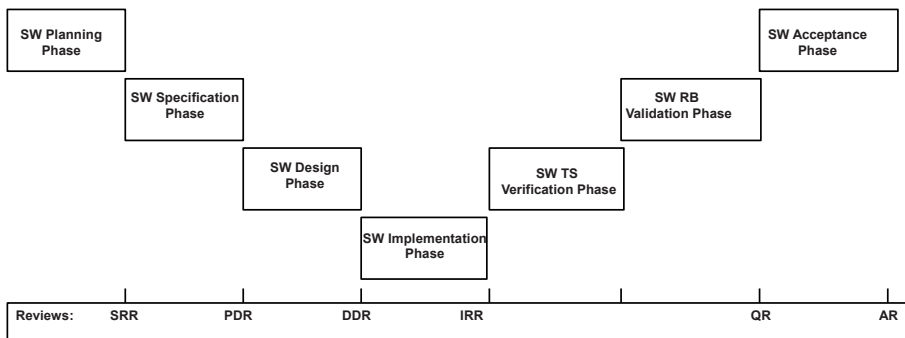 SW Planning
Phase
SW Acceptance
Phase
SW Specification
Phase
SW RB
Validation Phase
SW Design
Phase
SW TS
Verification Phase
SW Implementation
Phase
Reviews: SRR PDR DDR IRR QR AR